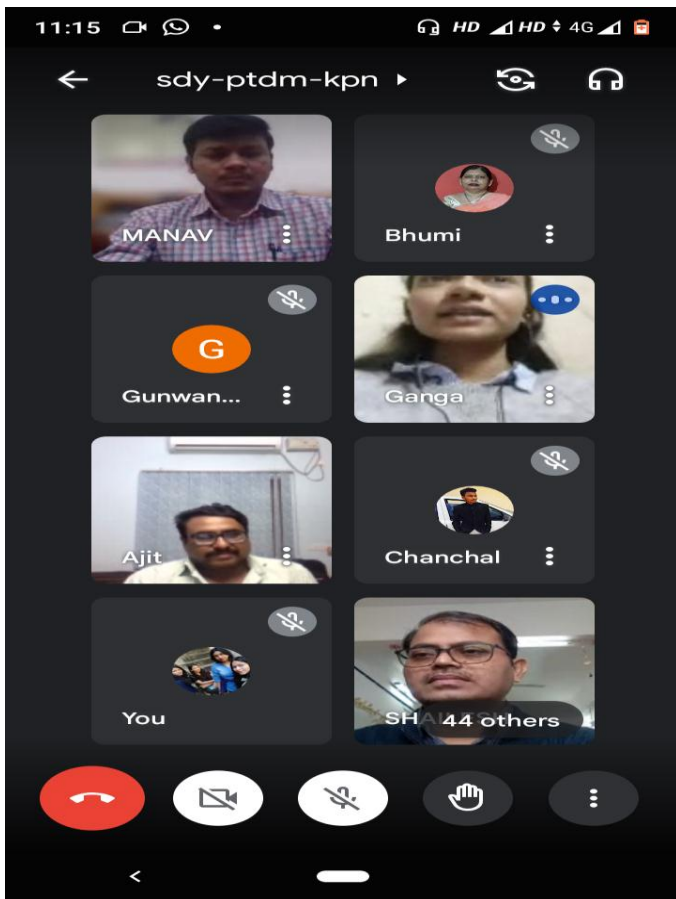 11:15 HD HD 4G
sdy-ptdm-kpn
MANAV
Bhumi
G
Gunwan...
Ganga
Ajit
Chanchal
You
44 others